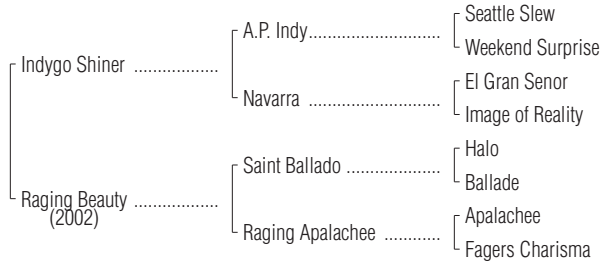 Seattle Slew
A.P. Indy........................
Weekend Surprise
Indygo Shiner ..................
El Gran Senor
Navarra ........................
Image of Reality
Halo
Saint Ballado .................
Ballade
Raging Beauty ..................
(2002)
Apalachee
Raging Apalachee ...........
Fagers Charisma